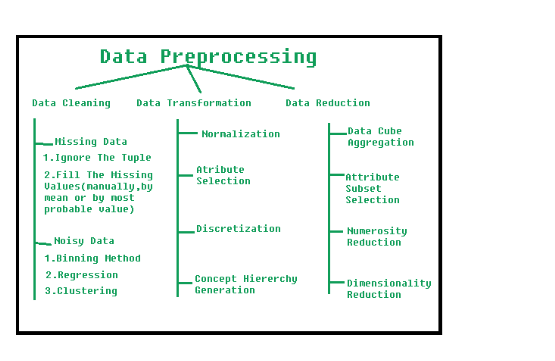 Data Preprocessing
Data Cleaning
Data Transformation
Data Reduction
Missing Data
1.Ignore The Tuple
2.Fill The Missing
Values(manually,by
mean or by most
probable value)
Noisy Data
1.Binning Method
2.Regression
3.Clustering
Normalization
Atribute
Selection
Discretization
Concept Hiererchy
Generation
Data Cube
Aggregation
Attribute
Subset
Selection
Numerosity
Reduction
Dimensionality
Reduction